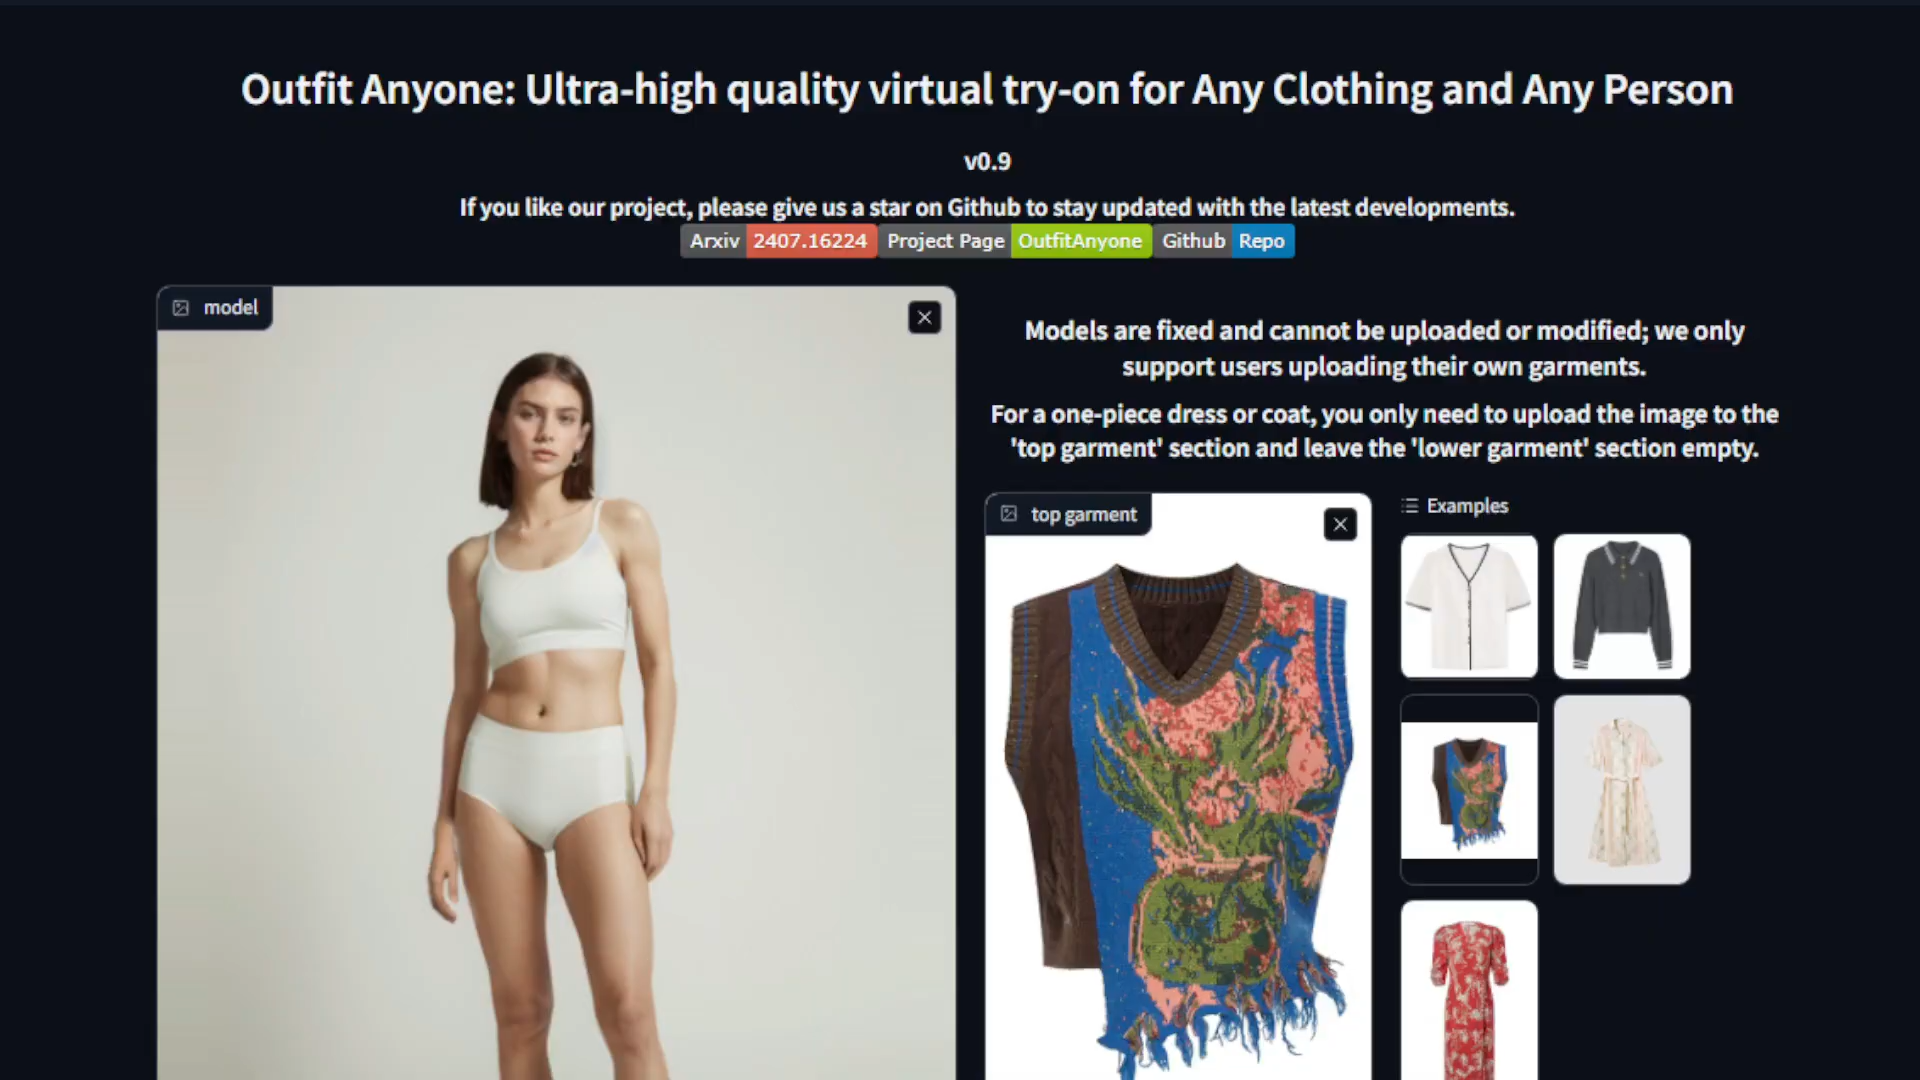 Outfit Anyone: Ultra-high quality virtual try-on for Any Clothing and Any Person
v0.9
If you like our project, please give us a star on Github to stay updated with the latest developments.
Arxiv 2407.16224 Project Page OutfitAnyone Github Repo
model
Models are fixed and cannot be uploaded or modified; we only
support users uploading their own garments.
For a one-piece dress or coat, you only need to upload the image to the
'top garment' section and leave the 'lower garment' section empty.
top garment
Examples